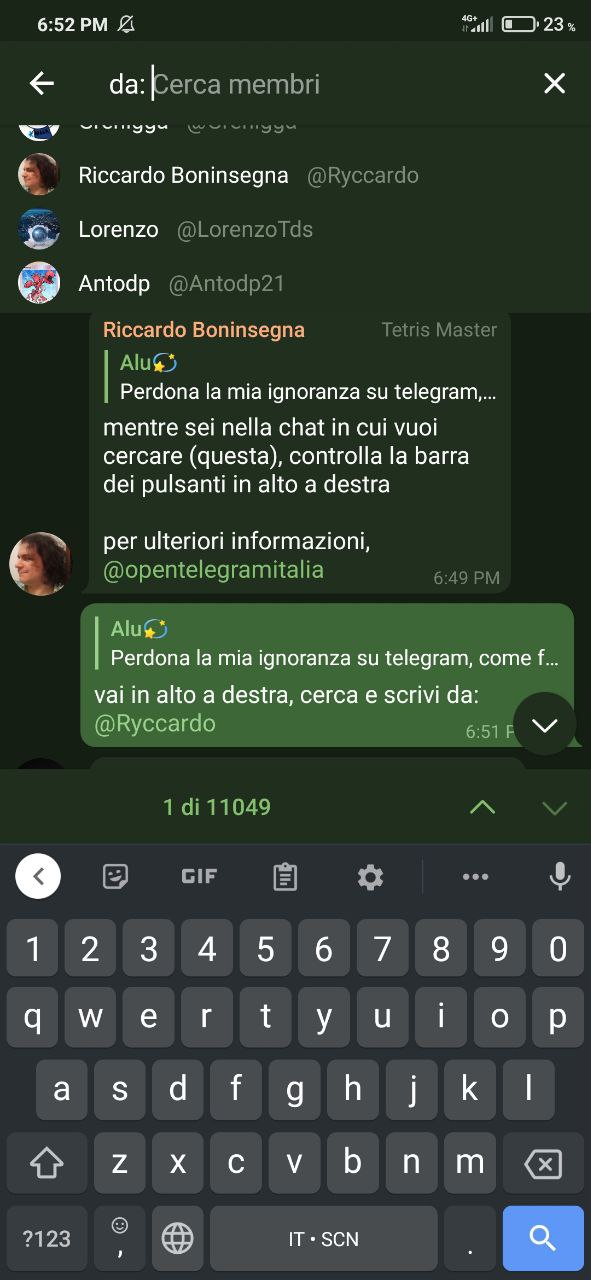 6:52 PM 4G+ 23 %
da: Cerca membri
Grenigga @Grenigga
Riccardo Boninsegna @Ryccardo
Lorenzo @LorenzoTds
Antodp @Antodp21
Riccardo Boninsegna Tetris Master
Alu💫
Perdona la mia ignoranza su telegram,...
mentre sei nella chat in cui vuoi
cercare (questa), controlla la barra
dei pulsanti in alto a destra
per ulteriori informazioni,
@opentelegramitalia
6:49 PM
Alu💫
Perdona la mia ignoranza su telegram, come f...
vai in alto a destra, cerca e scrivi da:
@Ryccardo
6:51 P
1 di 11049
GIF
1 2 3 4 5 6 7 8 9 0
q w e r t y u i o p
a s d f g h j k l
z x c v b n m
?123 , IT • SCN .